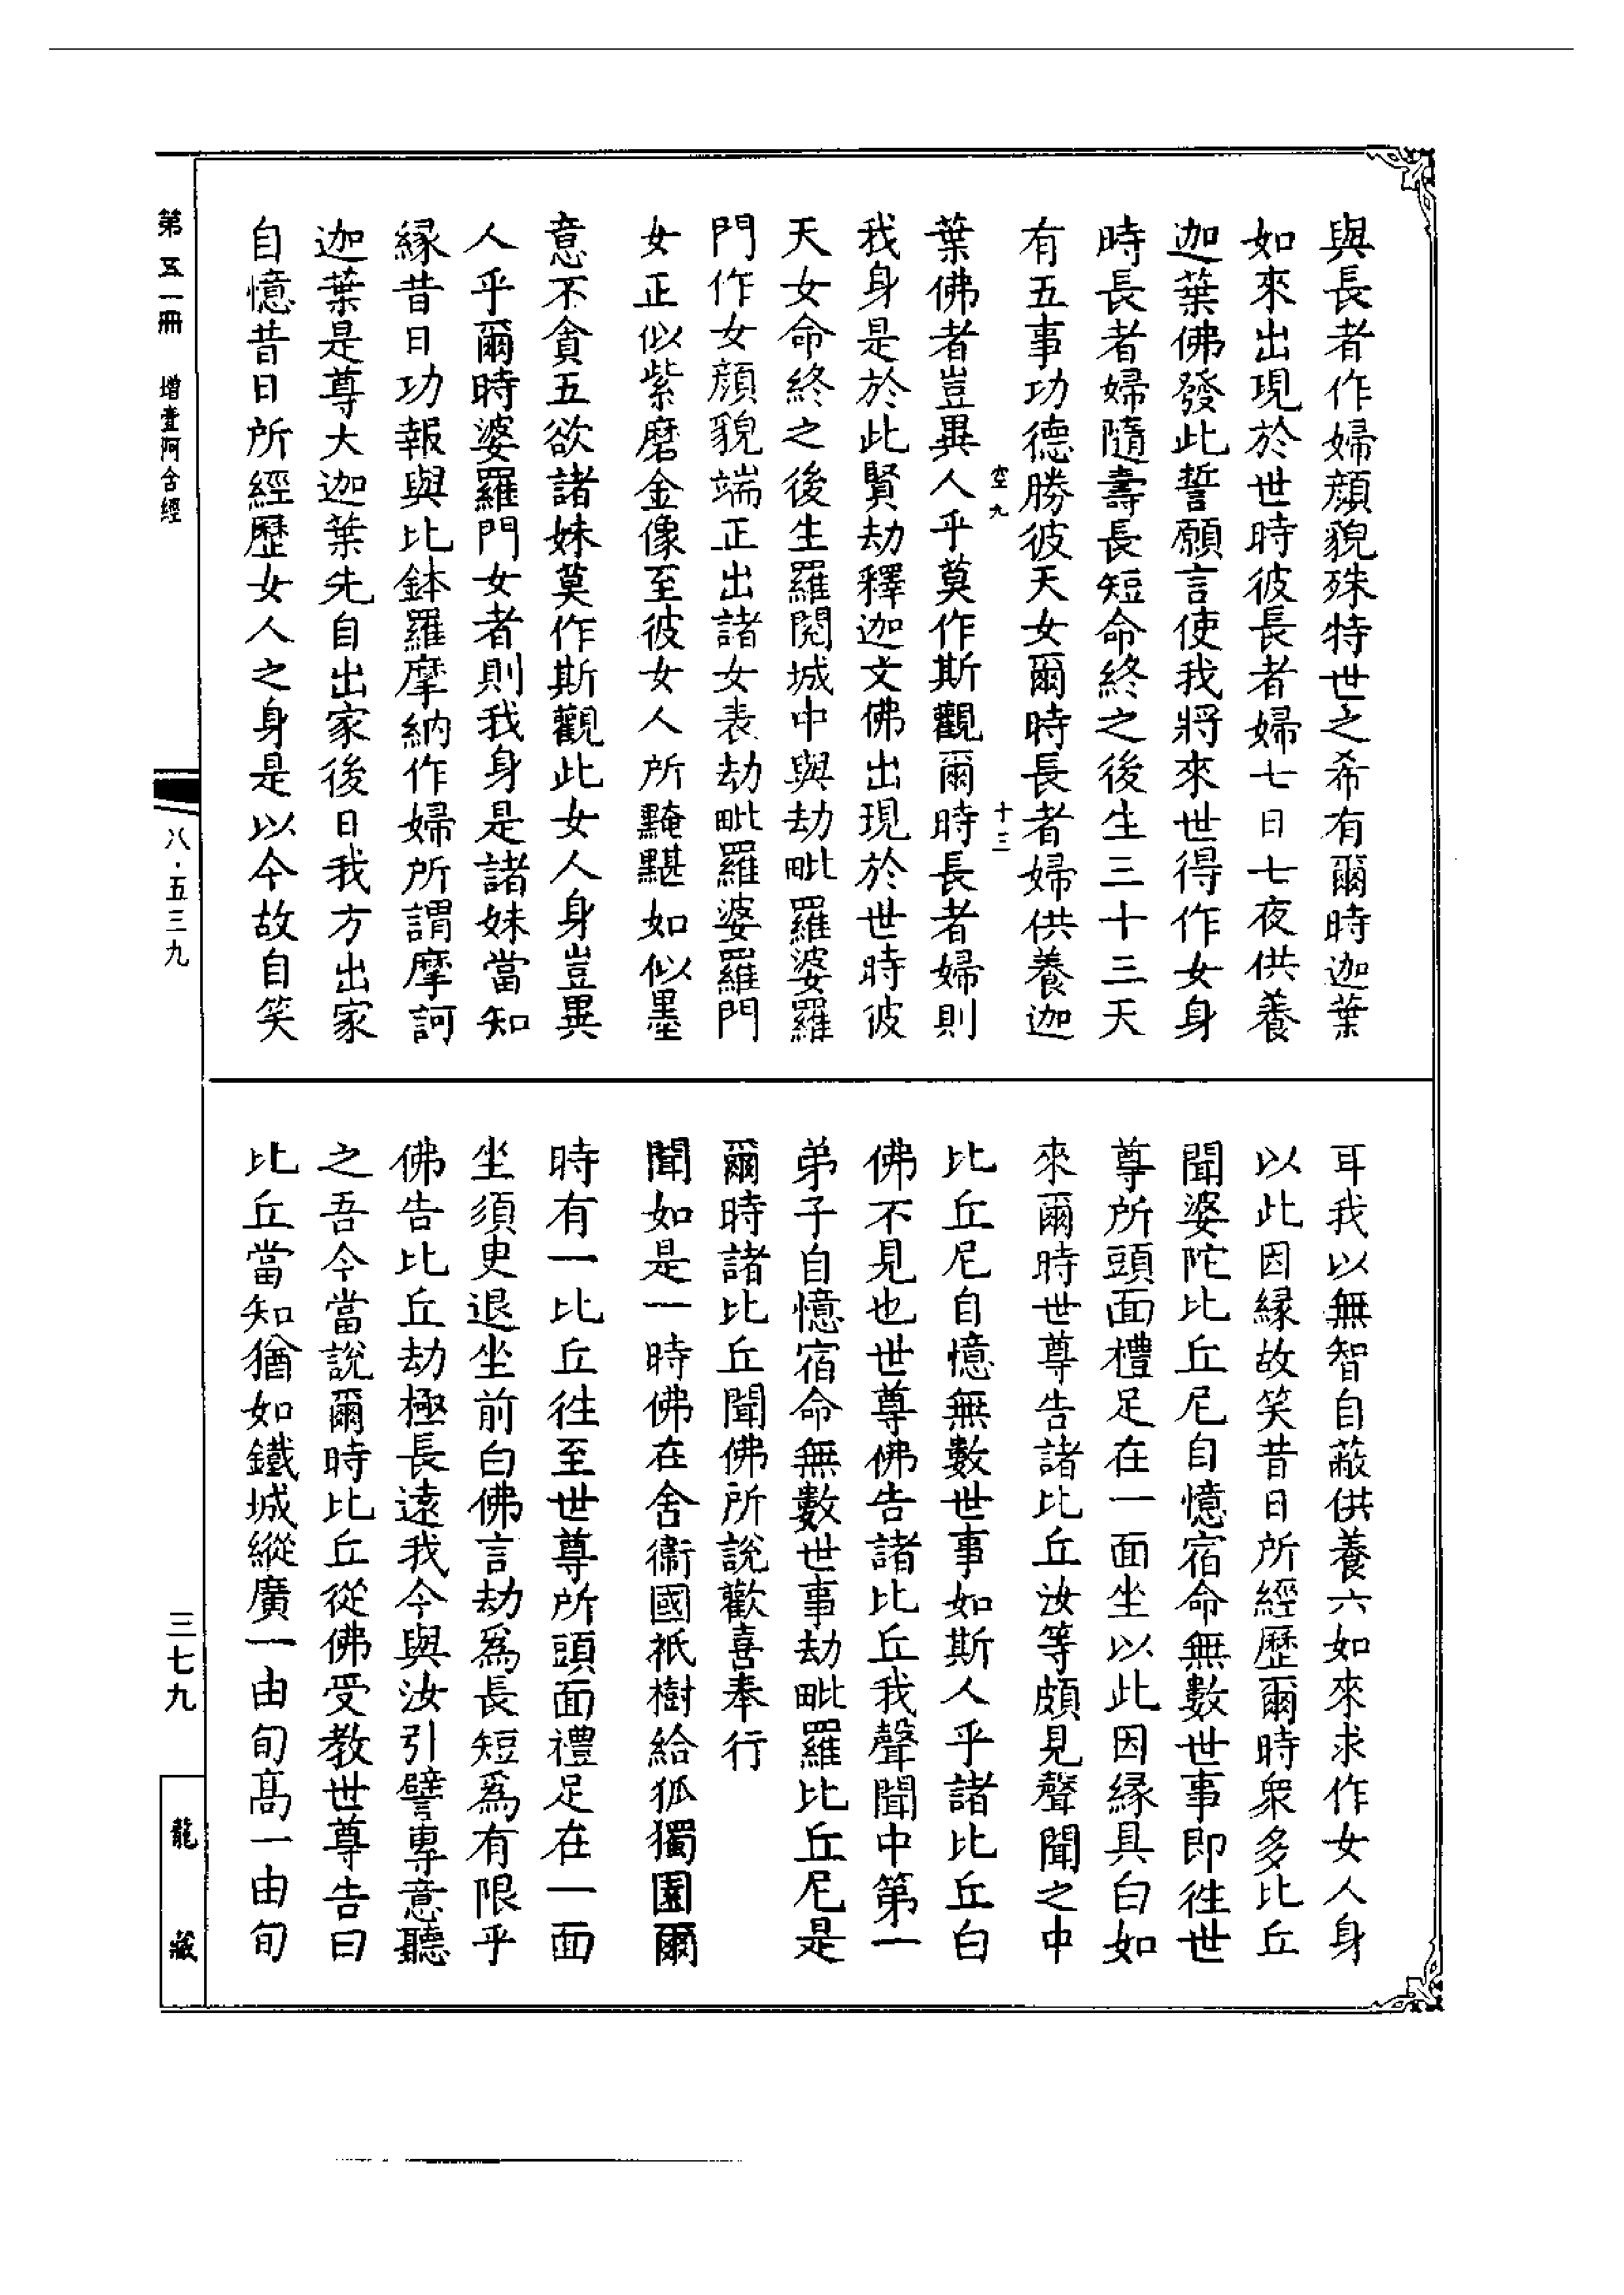 與長者作婦顏貌殊特世之希有爾時迦葉
如來出現於世時彼長者婦七日七夜供養
迦葉佛發此誓願言使我將來世得作女身
時長者婦隨壽長短命終之後生三十三天
有五事功德勝彼天女爾時長者婦供養迦
空九
十三
葉佛者豈異人乎莫作斯觀爾時長者婦則
我身是於此賢劫釋迦文佛出現於世時彼
天女命終之後生羅閱城中與劫毗羅婆羅
門作女顏貌端正出諸女表劫毗羅婆羅門
女正似紫磨金像至彼女人所黤黮如似墨
意不貪五欲諸妹莫作斯觀此女人身豈異
人乎爾時婆羅門女者則我身是諸妹當知
緣昔日功報與比鉢羅摩納作婦所謂摩訶
迦葉是尊大迦葉先自出家後日我方出家
自憶昔日所經歷女人之身是以今故自笑
耳我以無智自蔽供養六如來求作女人身
以此因緣故笑昔日所經歷爾時衆多比丘
聞婆陀比丘尼自憶宿命無數世事即往世
尊所頭面禮足在一面坐以此因緣具白如
來爾時世尊告諸比丘汝等頗見聲聞之中
比丘尼自憶無數世事如斯人乎諸比丘白
佛不見也世尊佛告諸比丘我聲聞中第一
弟子自憶宿命無數世事劫毗羅比丘尼是
爾時諸比丘聞佛所說歡喜奉行
聞如是一時佛在舍衞國祇樹給孤獨園爾
時有一比丘往至世尊所頭面禮足在一面
坐須臾退坐前白佛言劫爲長短爲有限乎
佛告比丘劫極長遠我今與汝引譬專意聽
之吾今當說爾時比丘從佛受教世尊告曰
比丘當知猶如鐵城縱廣一由旬高一由旬
第五一冊
增壹阿含經
八·五三九
三七九
龍藏